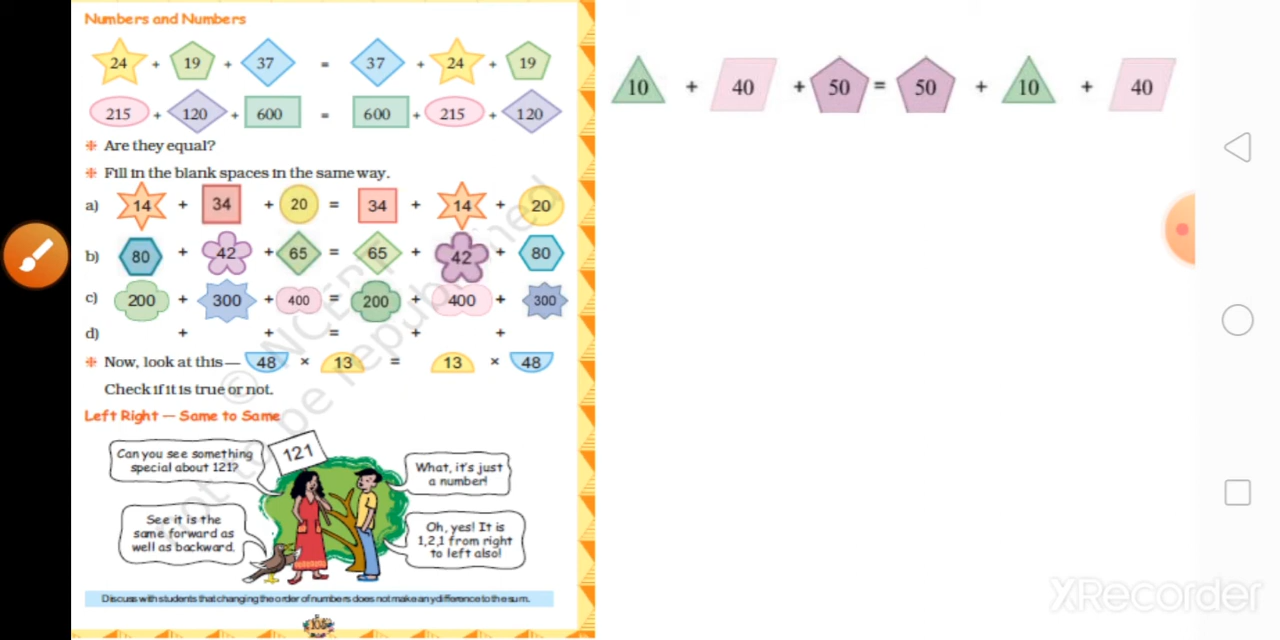 Numbers and Numbers
24 + 19 + 37 = 37 + 24 + 19
215 + 120 + 600 = 600 + 215 + 120
Are they equal?
Fill in the blank spaces in the same way.
a) 14 + 34 + 20 = 34 + 14 + 20
b) 80 + 42 + 65 = 65 + 42 + 80
c) 200 + 300 + 400 = 200 + 400 + 300
d) + + = + +
Now, look at this— 48 × 13 = 13 × 48
Check if it is true or not.
Left Right — Same to Same
Can you see something
special about 121?
121
What, it's just
a number!
See it is the
same forward as
well as backward.
Oh, yes! It is
1,2,1 from right
to left also!
Discuss with students that changing the order of numbers does not make any difference to the sum.
© NCERT
not to be republished
10 + 40 + 50 = 50 + 10 + 40
XRecorder